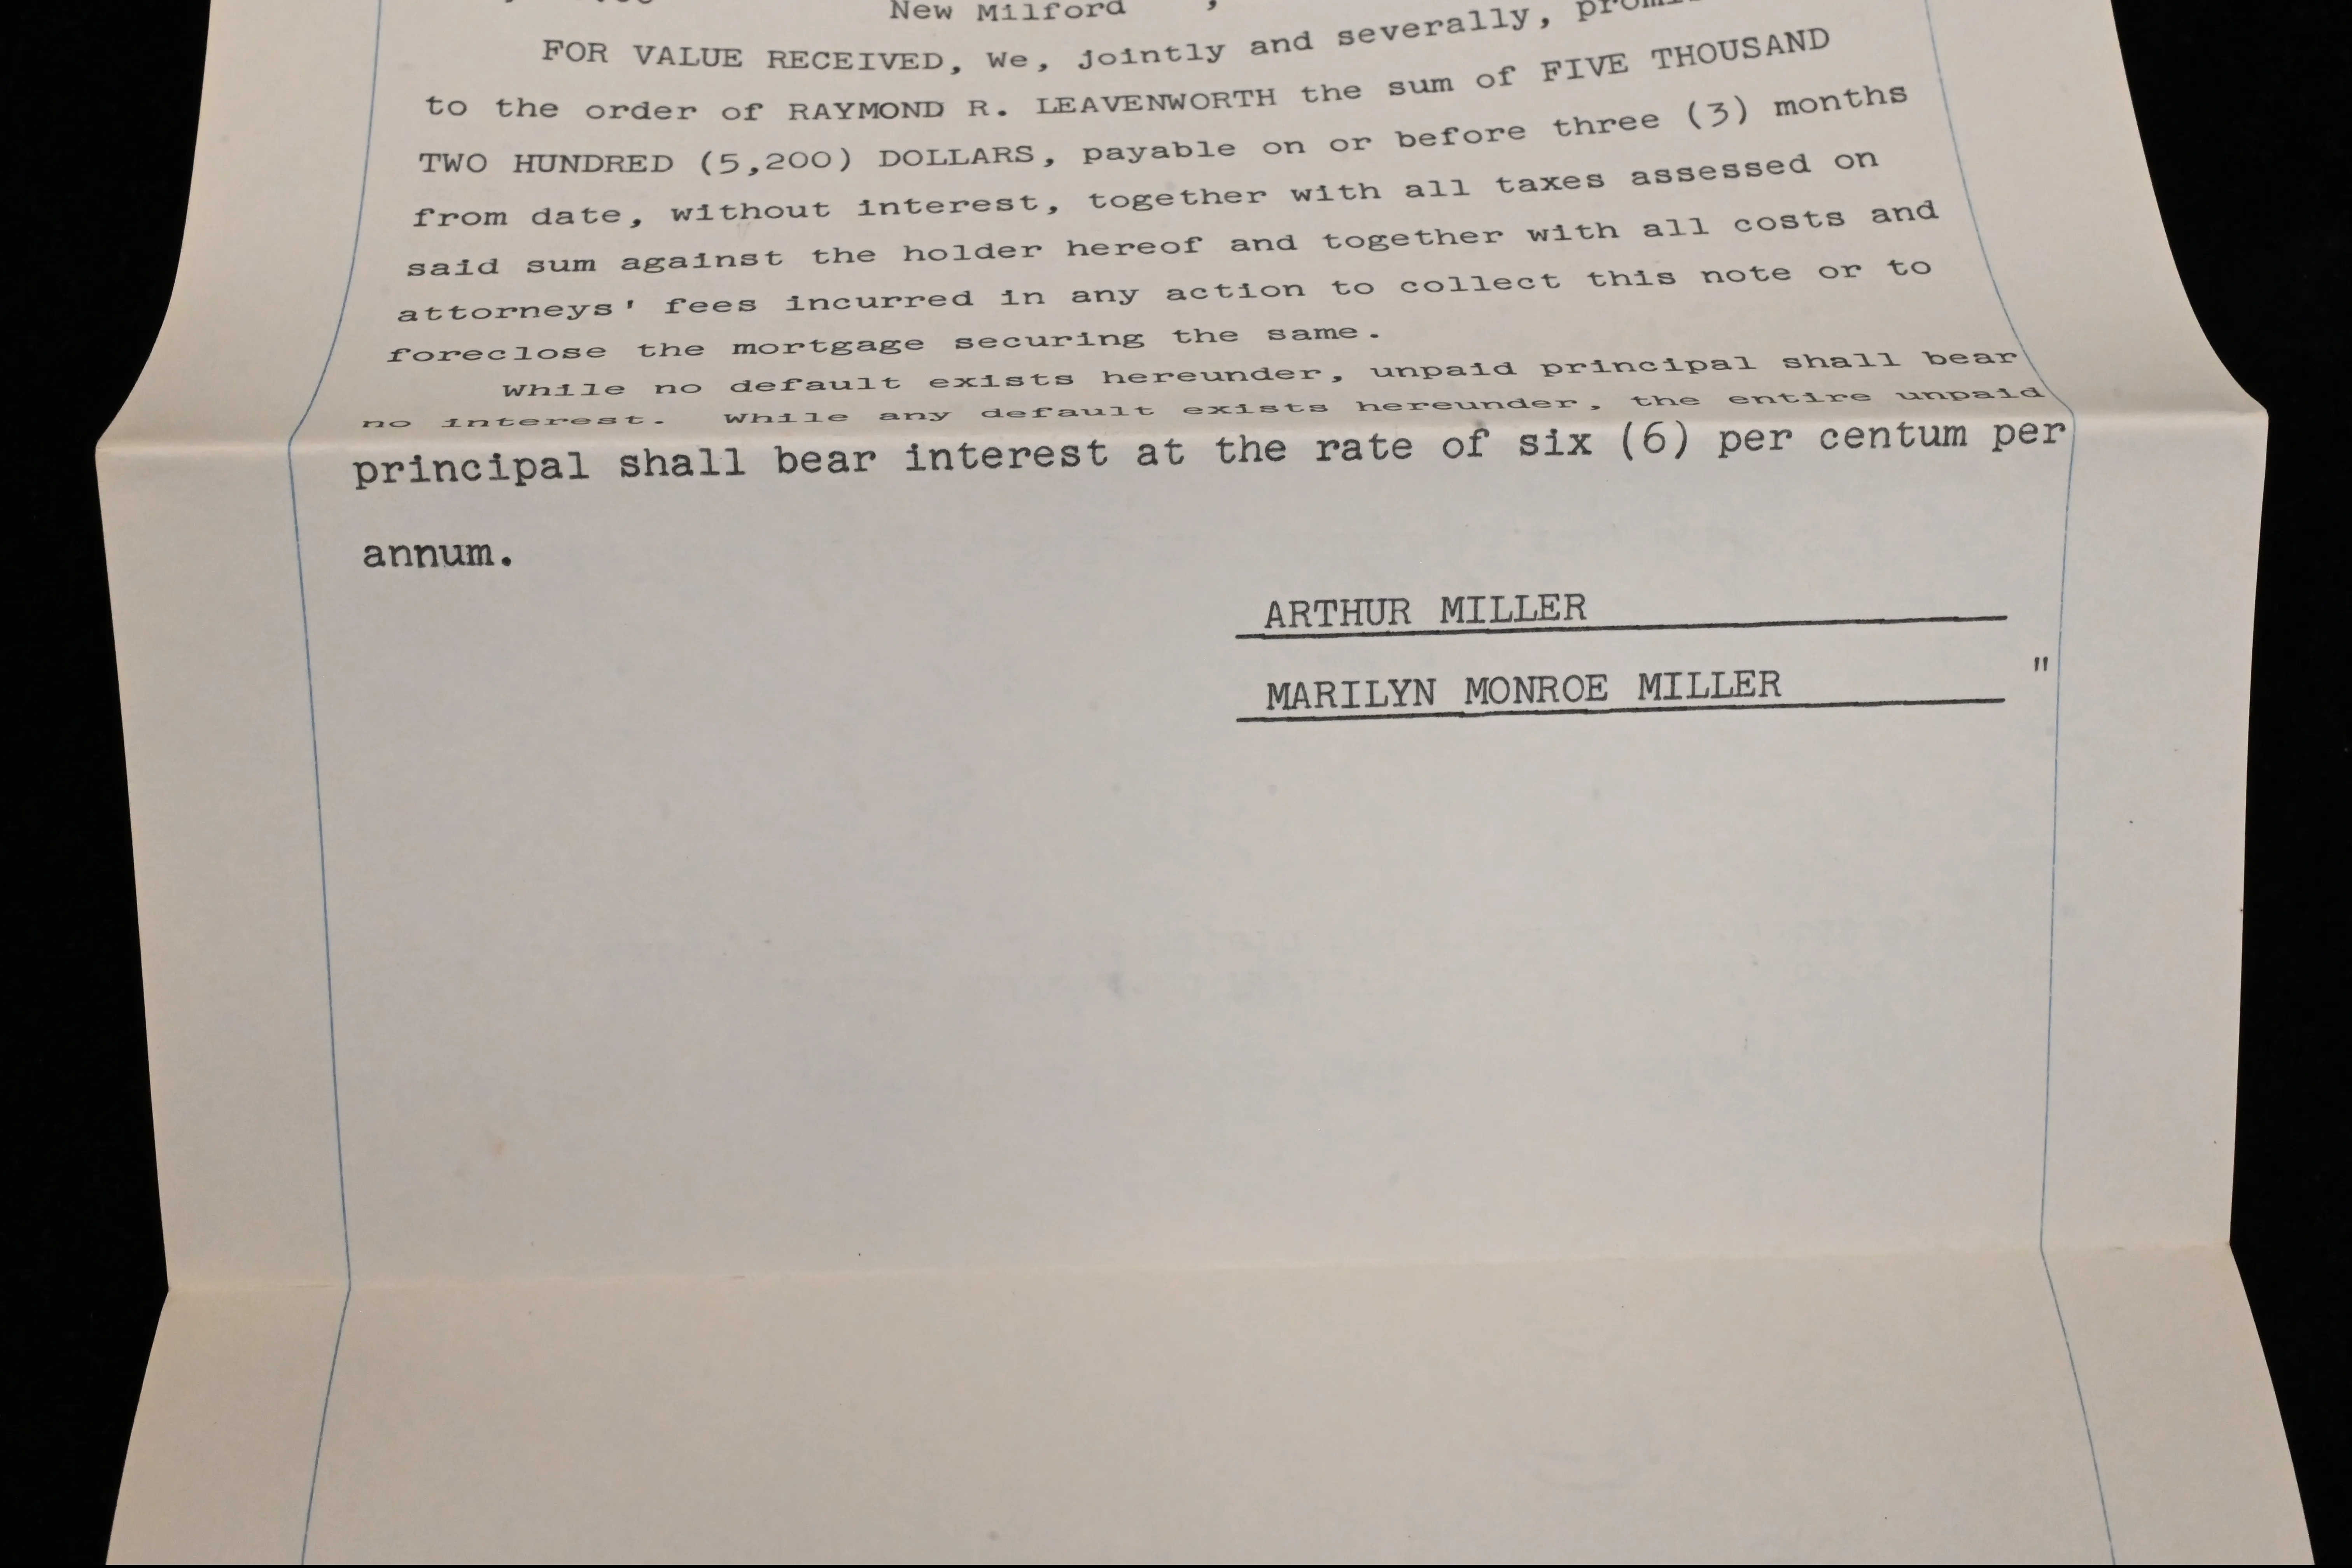 New Milford ,
FOR VALUE RECEIVED, We, jointly and severally,
to the order of RAYMOND R. LEAVENWORTH the sum of FIVE THOUSAND
TWO HUNDRED (5,200) DOLLARS, payable on or before three (3) months
from date, without interest, together with all taxes assessed on
said sum against the holder hereof and together with all costs and
attorneys' fees incurred in any action to collect this note or to
foreclose the mortgage securing the same.
While no default exists hereunder, unpaid principal shall bear
no interest. While any default exists hereunder, the entire unpaid
principal shall bear interest at the rate of six (6) per centum per
annum.
ARTHUR MILLER
MARILYN MONROE MILLER "